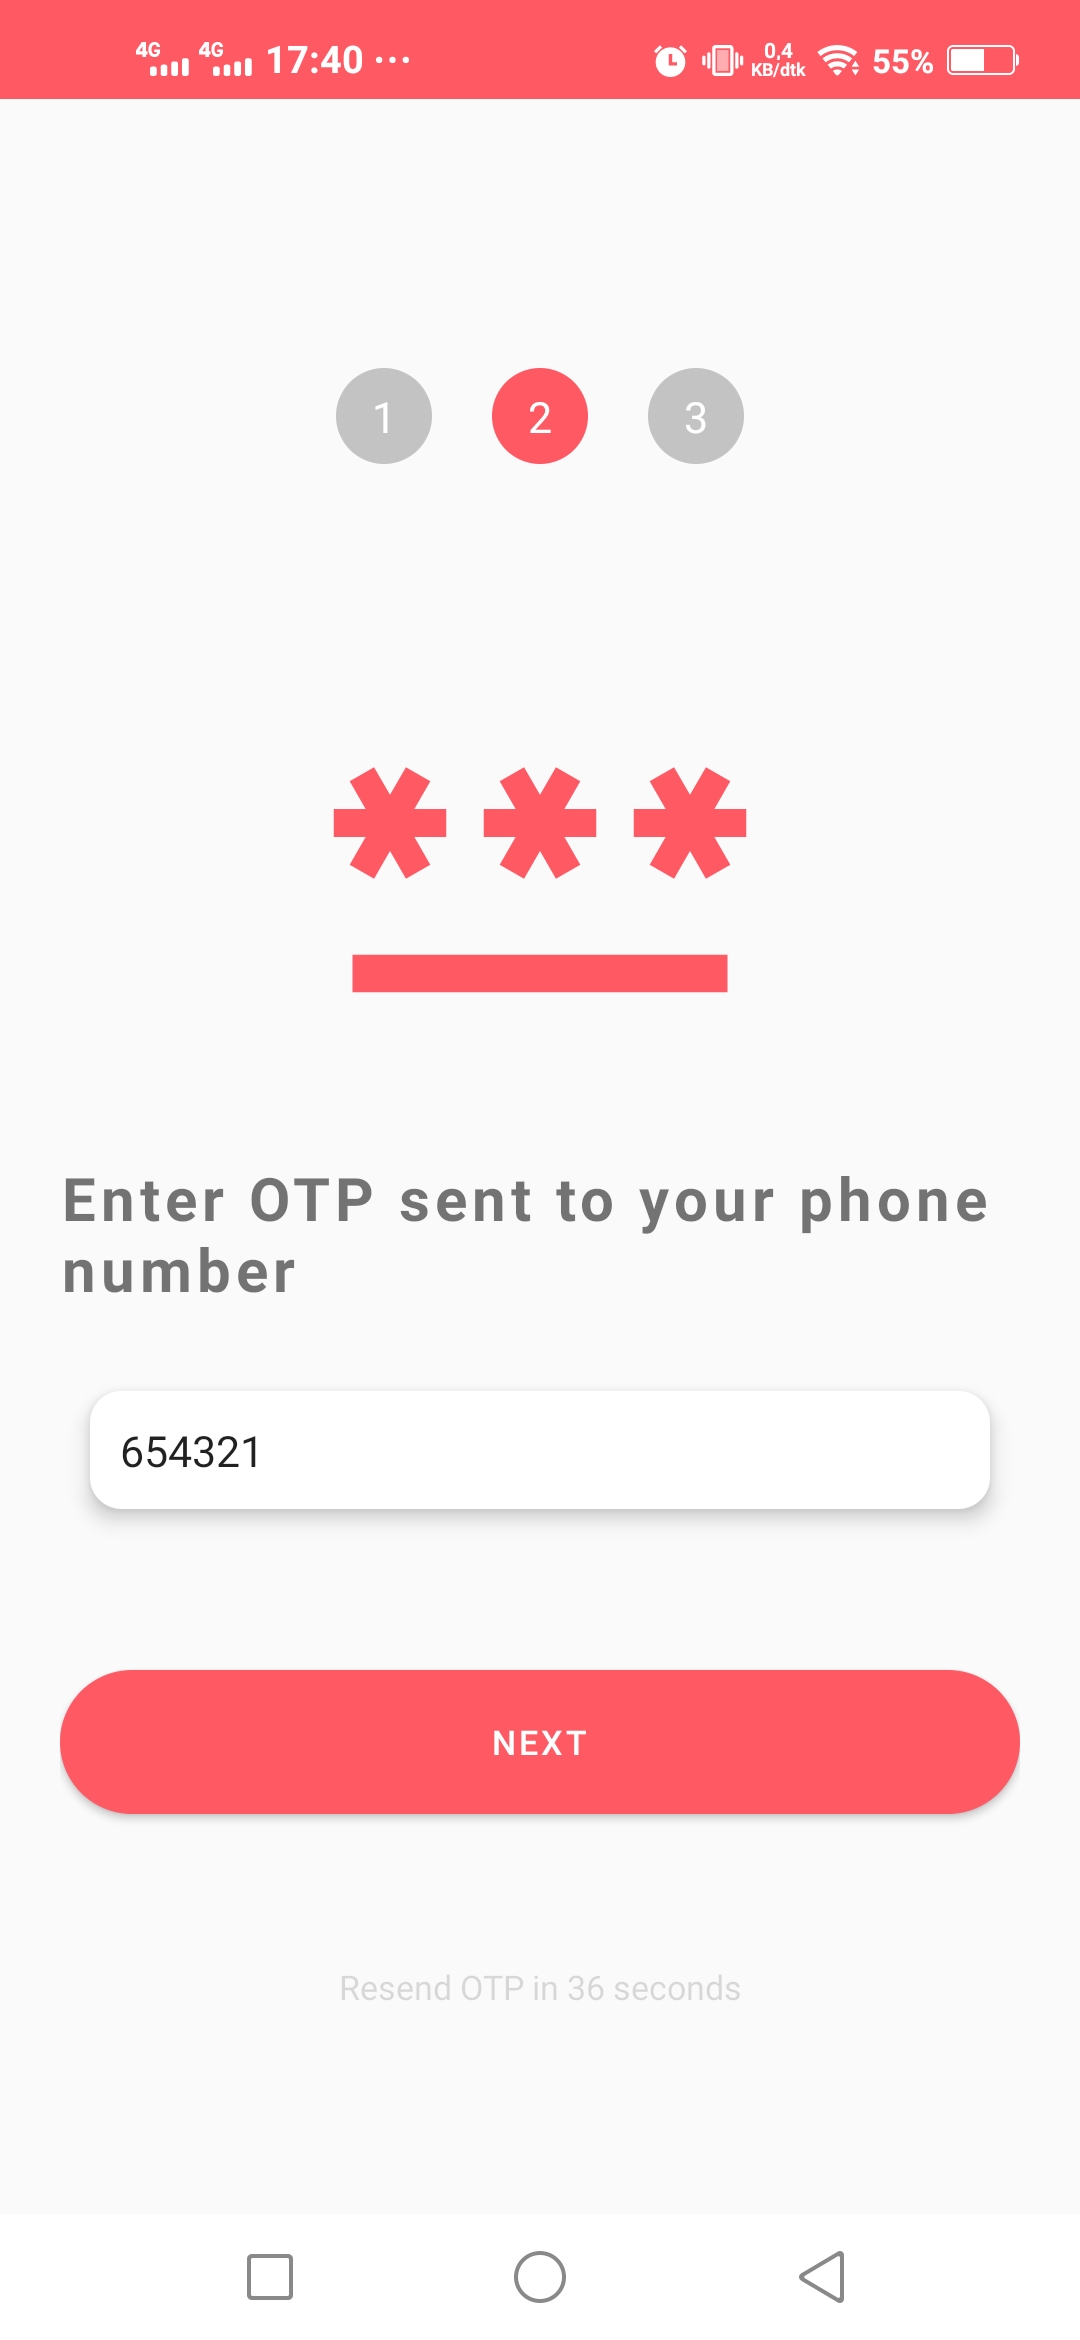 4G 4G 17:40 ... 0.4 KB/dtk 55%
1 2 3
***
Enter OTP sent to your phone
number
654321
NEXT
Resend OTP in 36 seconds